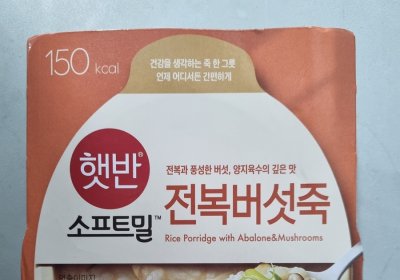 150 kcal
건강을 생각하는 죽 한 그릇
언제 어디서든 간편하게
햇반®
소프트밀™
전복과 풍성한 버섯, 양지육수의 깊은 맛
전복버섯죽
Rice Porridge with Abalone&Mushrooms